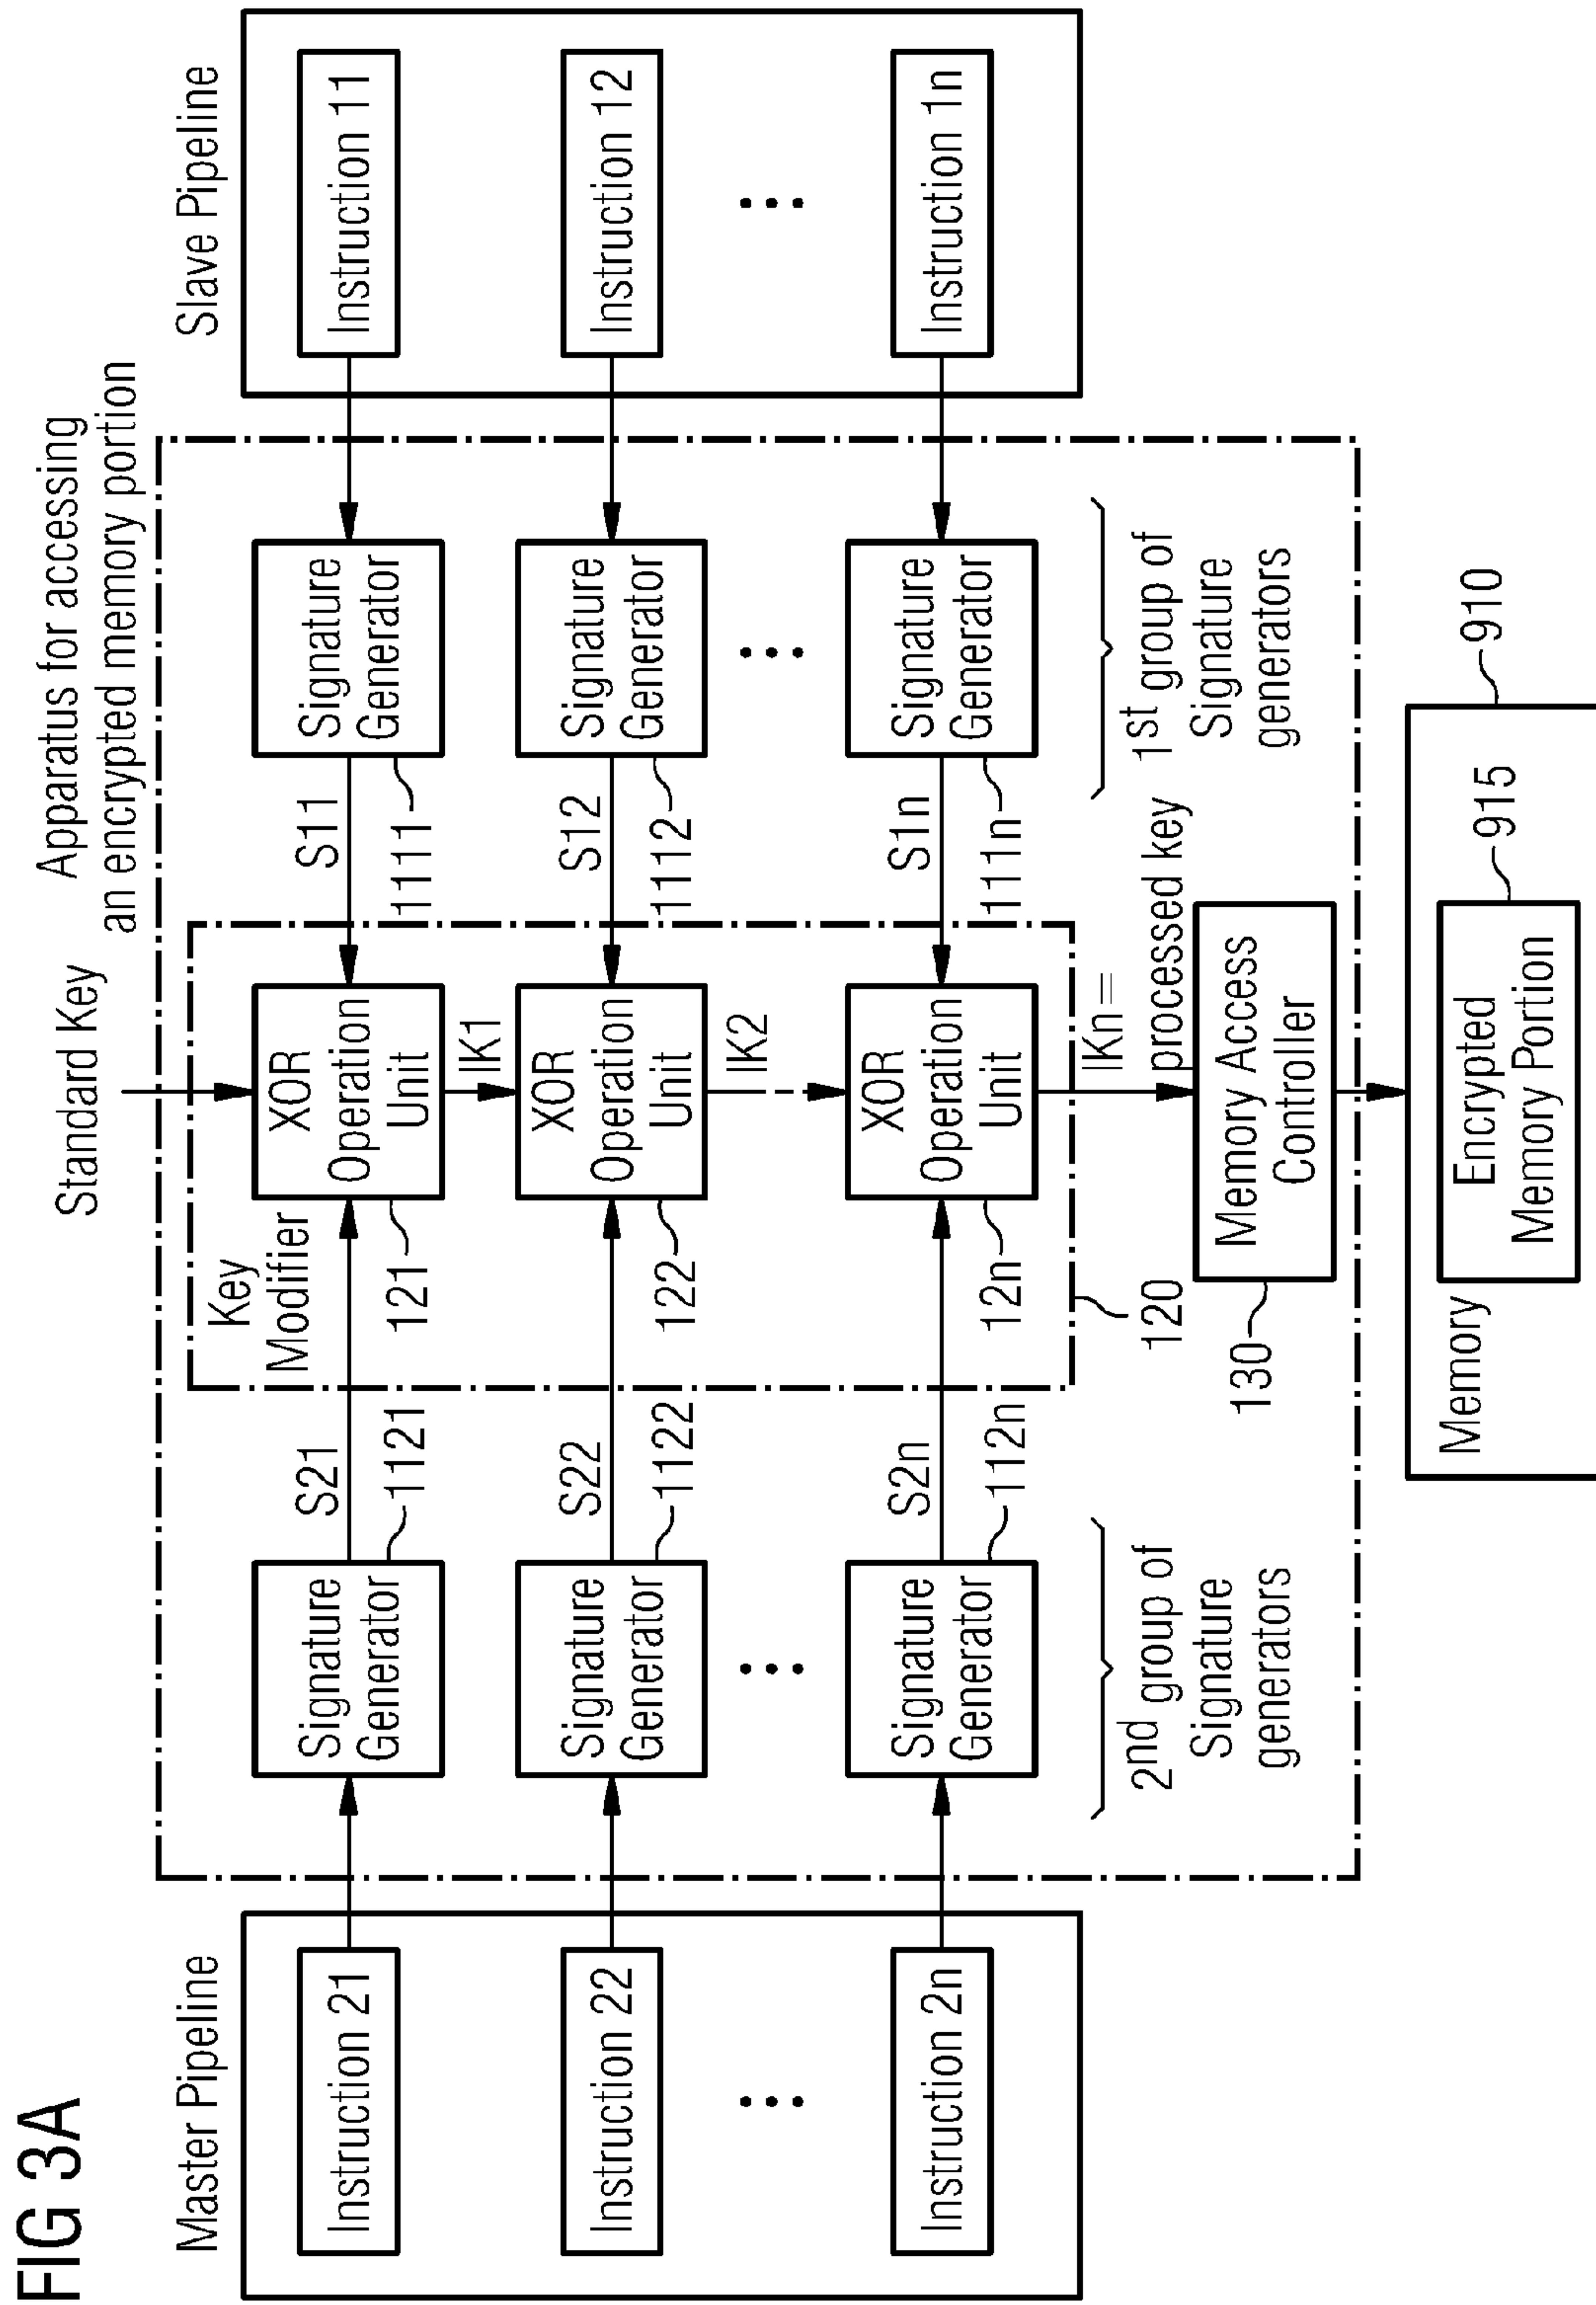 FIG 3A
Standard Key
Apparatus for accessing
an encrypted memory portion
Master Pipeline
Slave Pipeline
Key
Modifier
Instruction 21
Signature
Generator
S21
1121
XOR
Operation
Unit
121
S11
1111
Signature
Generator
Instruction 11
IK1
Instruction 22
Signature
Generator
S22
1122
XOR
Operation
Unit
122
S12
1112
Signature
Generator
Instruction 12
IK2
Instruction 2n
Signature
Generator
S2n
112n
XOR
Operation
Unit
12n
S1n
111n
Signature
Generator
Instruction 1n
2nd group of
Signature
generators
120
IKn=
processed key
1st group of
Signature
generators
130
Memory Access
Controller
Memory
910
Encrypted
Memory Portion
915